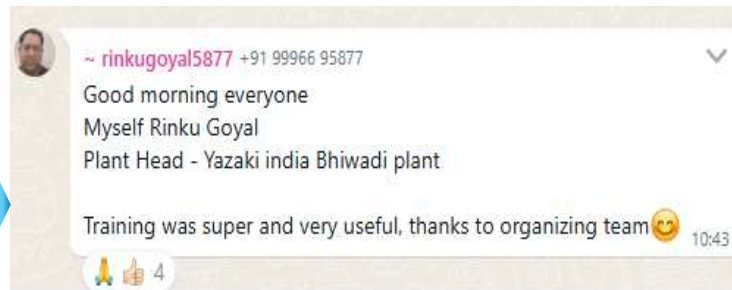 ~ rinkugoyal5877 +91 99966 95877
Good morning everyone
Myself Rinku Goyal
Plant Head - Yazaki india Bhiwadi plant
Training was super and very useful, thanks to organizing team😊 10:43
🙏 👍🏻 4